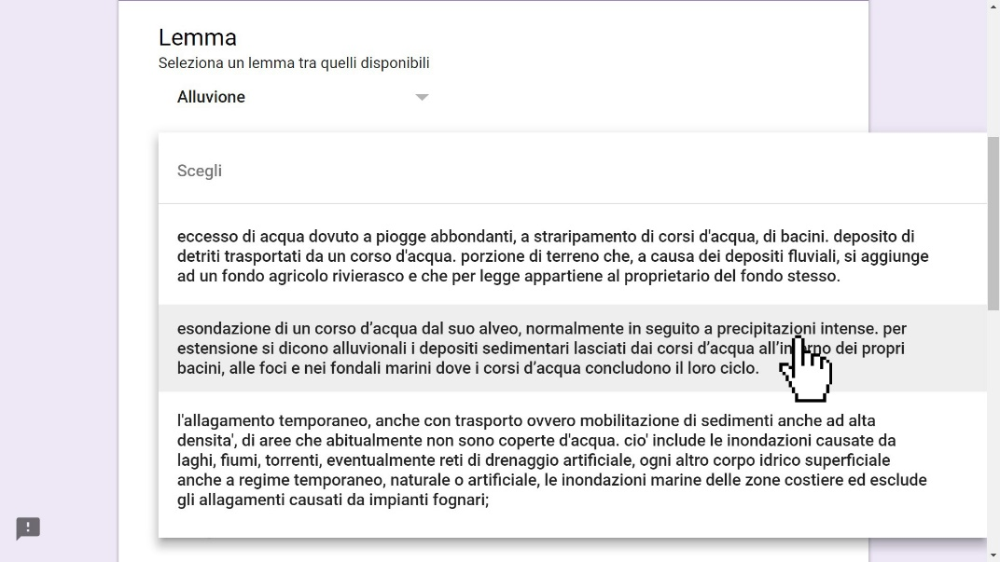 Lemma
Seleziona un lemma tra quelli disponibili
Alluvione
Scegli
eccesso di acqua dovuto a piogge abbondanti, a straripamento di corsi d'acqua, di bacini. deposito di
detriti trasportati da un corso d'acqua. porzione di terreno che, a causa dei depositi fluviali, si aggiunge
ad un fondo agricolo rivierasco e che per legge appartiene al proprietario del fondo stesso.
esondazione di un corso d’acqua dal suo alveo, normalmente in seguito a precipitazioni intense. per
estensione si dicono alluvionali i depositi sedimentari lasciati dai corsi d’acqua all’interno dei propri
bacini, alle foci e nei fondali marini dove i corsi d’acqua concludono il loro ciclo.
l'allagamento temporaneo, anche con trasporto ovvero mobilitazione di sedimenti anche ad alta
densita', di aree che abitualmente non sono coperte d'acqua. cio' include le inondazioni causate da
laghi, fiumi, torrenti, eventualmente reti di drenaggio artificiale, ogni altro corpo idrico superficiale
anche a regime temporaneo, naturale o artificiale, le inondazioni marine delle zone costiere ed esclude
gli allagamenti causati da impianti fognari;